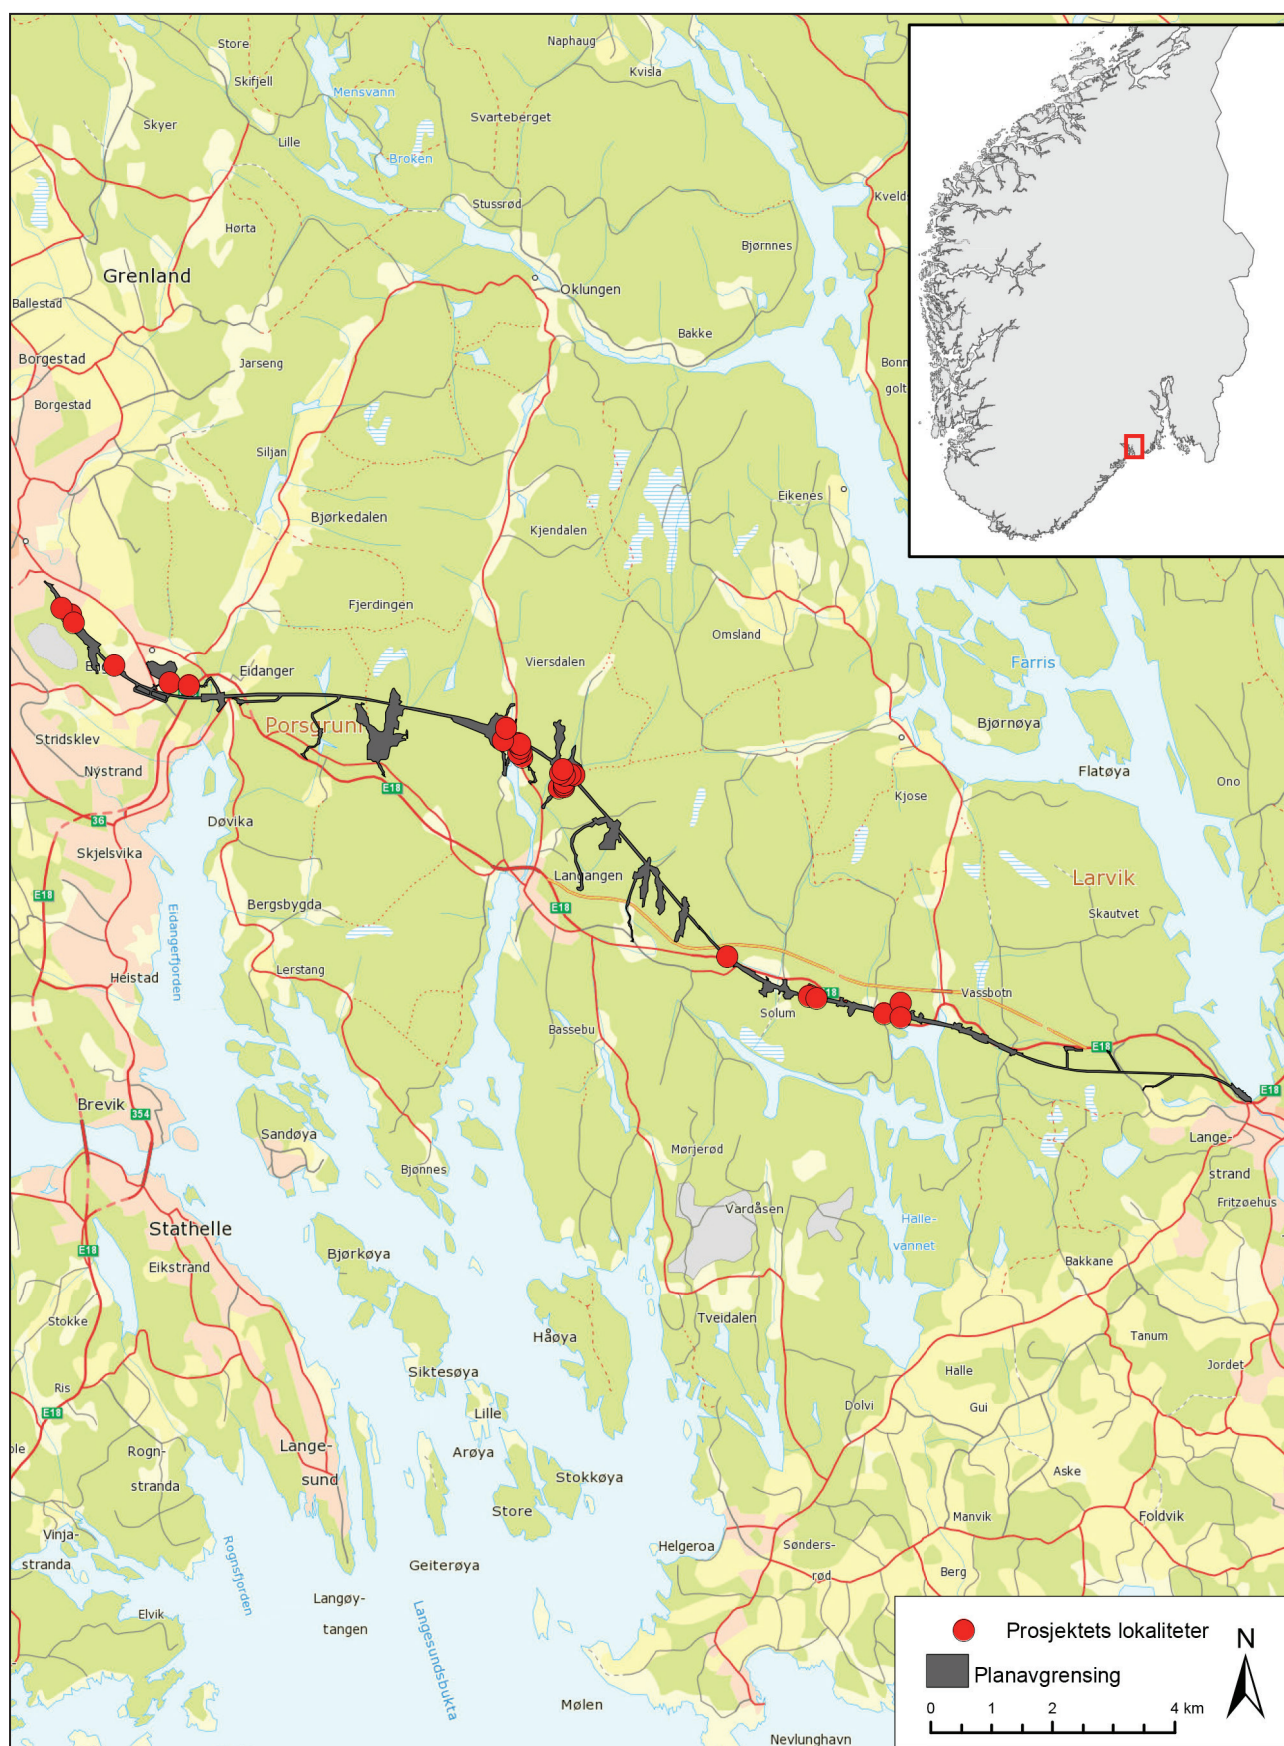 Store
Skifjell
Naphaug
Kvisla
Mensvann
Skyer
Svarteberget
Lille
Broken
Stussrød
Kveld
Hørta
Bjørnnes
Grenland
Oklungen
Ballestad
Bakke
Borgestad
Jarseng
Bonn
golt
Borgestad
Siljan
Eikenes
Bjørkedalen
Kjendalen
Fjerdingen
Omsland
Viersdalen
Farris
Eidanger
Bjørnøya
Porsgrunn
Stridsklev
Nystrand
Flatøya
Ono
E18
Kjose
36
Døvika
Skjelsvika
Langangen
Larvik
E18
Bergsbygda
E18
Skautvet
Eidangerfjorden
Heistad
Lerstang
Vassbotn
18
Solum
Bassebu
E18
E18
Brevik
354
Sandøya
Mørjerød
Lange-
strand
Bjønnes
Fritzøehus
Vardåsen
Stathelle
Halle-
vannet
E18
Bjørkøya
Eikstrand
Bakkane
Stokke
Tveidalen
Håøya
Tanum
Siktesøya
Halle
Jordet
Ris
Dolvi
Gui
E18
Lille
Arøya
Lange-
sund
ole
Rogn-
stranda
Stokkøya
Aske
Store
Manvik
Foldvik
Vinja-
stranda
Helgeroa
Sønders-
rød
Rognsfjorden
Geiterøya
Berg
Langøy-
tangen
Elvik
Langesundsbukta
Mølen
Nevlunghavn
Prosjektets lokaliteter
Planavgrensing
N
0 1 2 4 km